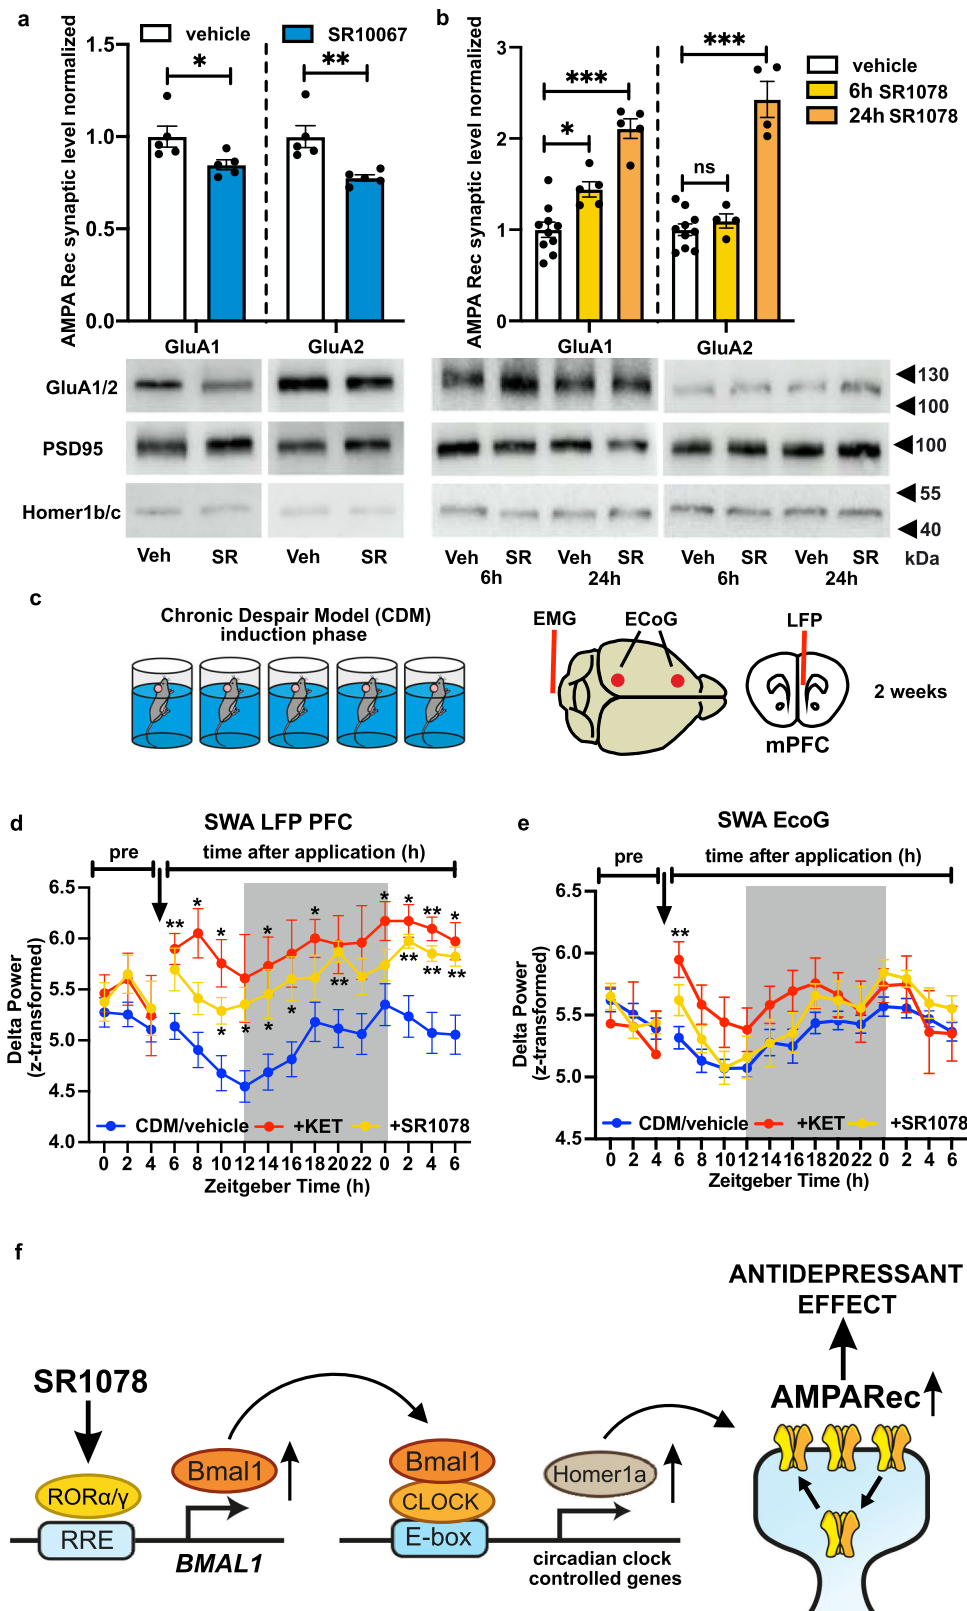 a
vehicle
SR10067
AMPA Rec synaptic level normalized
1.5
1.0
0.5
0.0
*
**
GluA1
GluA2
b
AMPA Rec synaptic level normalized
3
2
1
0
***
*
***
ns
vehicle
6h SR1078
24h SR1078
GluA1
GluA2
GluA1/2
130
100
PSD95
100
Homer1b/c
55
40
Veh SR Veh SR Veh SR Veh SR Veh SR Veh SR kDa
6h 24h 6h 24h
c
Chronic Despair Model (CDM)
induction phase
EMG ECoG LFP
2 weeks
mPFC
d
SWA LFP PFC
pre time after application (h)
Delta Power
(z-transformed)
6.5
6.0
5.5
5.0
4.5
4.0
** * * * * * * ** *
* * * * ** ** ** **
CDM/vehicle +KET +SR1078
0 2 4 6 8 10 12 14 16 18 20 22 0 2 4 6
Zeitgeber Time (h)
e
SWA EcoG
pre time after application (h)
Delta Power
(z-transformed)
6.5
6.0
5.5
5.0
4.5
**
CDM/vehicle +KET +SR1078
0 2 4 6 8 10 12 14 16 18 20 22 0 2 4 6
Zeitgeber Time (h)
f
ANTIDEPRESSANT
EFFECT
SR1078
AMPARec
Bmal1
Bmal1
Homer1a
RORα/γ
CLOCK
RRE
E-box
BMAL1
circadian clock
controlled genes